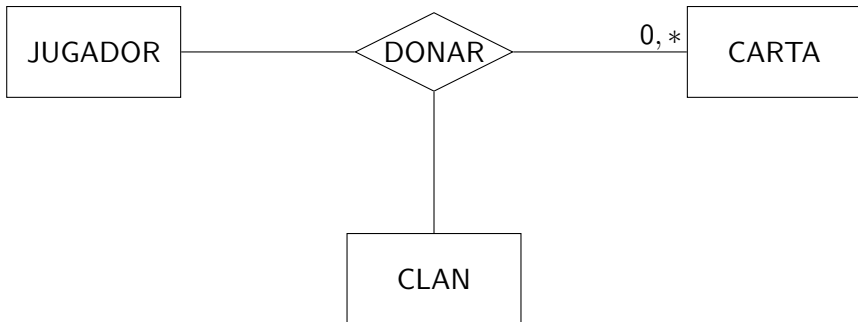 JUGADOR
DONAR
0, *
CARTA
CLAN